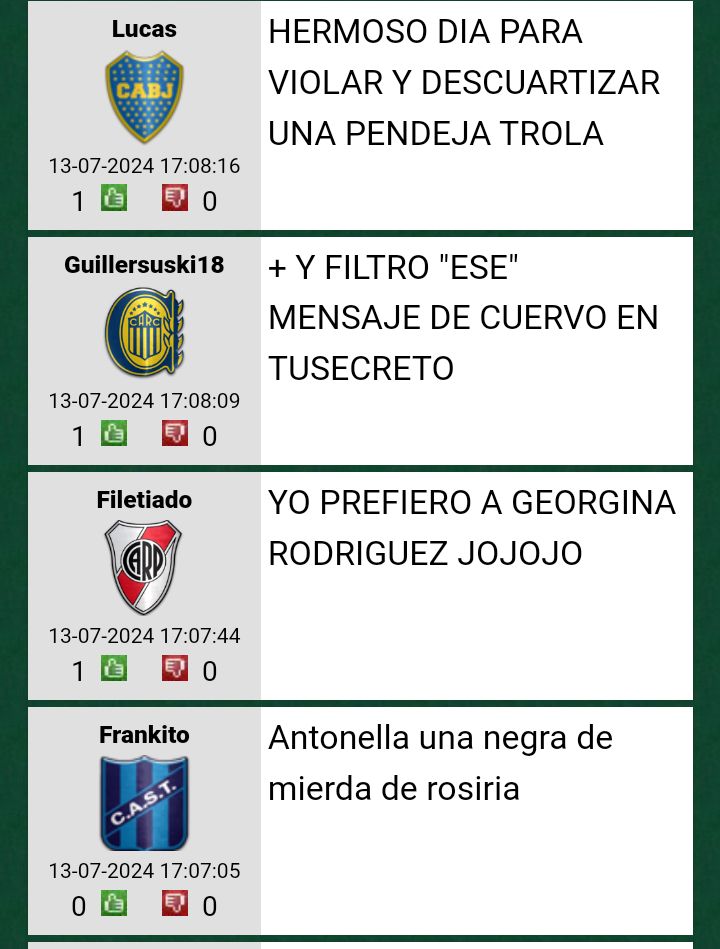 Lucas
CABJ
13-07-2024 17:08:16
1 0
HERMOSO DIA PARA
VIOLAR Y DESCUARTIZAR
UNA PENDEJA TROLA
Guillersuski18
CARC
13-07-2024 17:08:09
1 0
+ Y FILTRO "ESE"
MENSAJE DE CUERVO EN
TUSECRETO
Filetiado
CARP
13-07-2024 17:07:44
1 0
YO PREFIERO A GEORGINA
RODRIGUEZ JOJOJO
Frankito
C.A.S.T.
13-07-2024 17:07:05
0 0
Antonella una negra de
mierda de rosiria